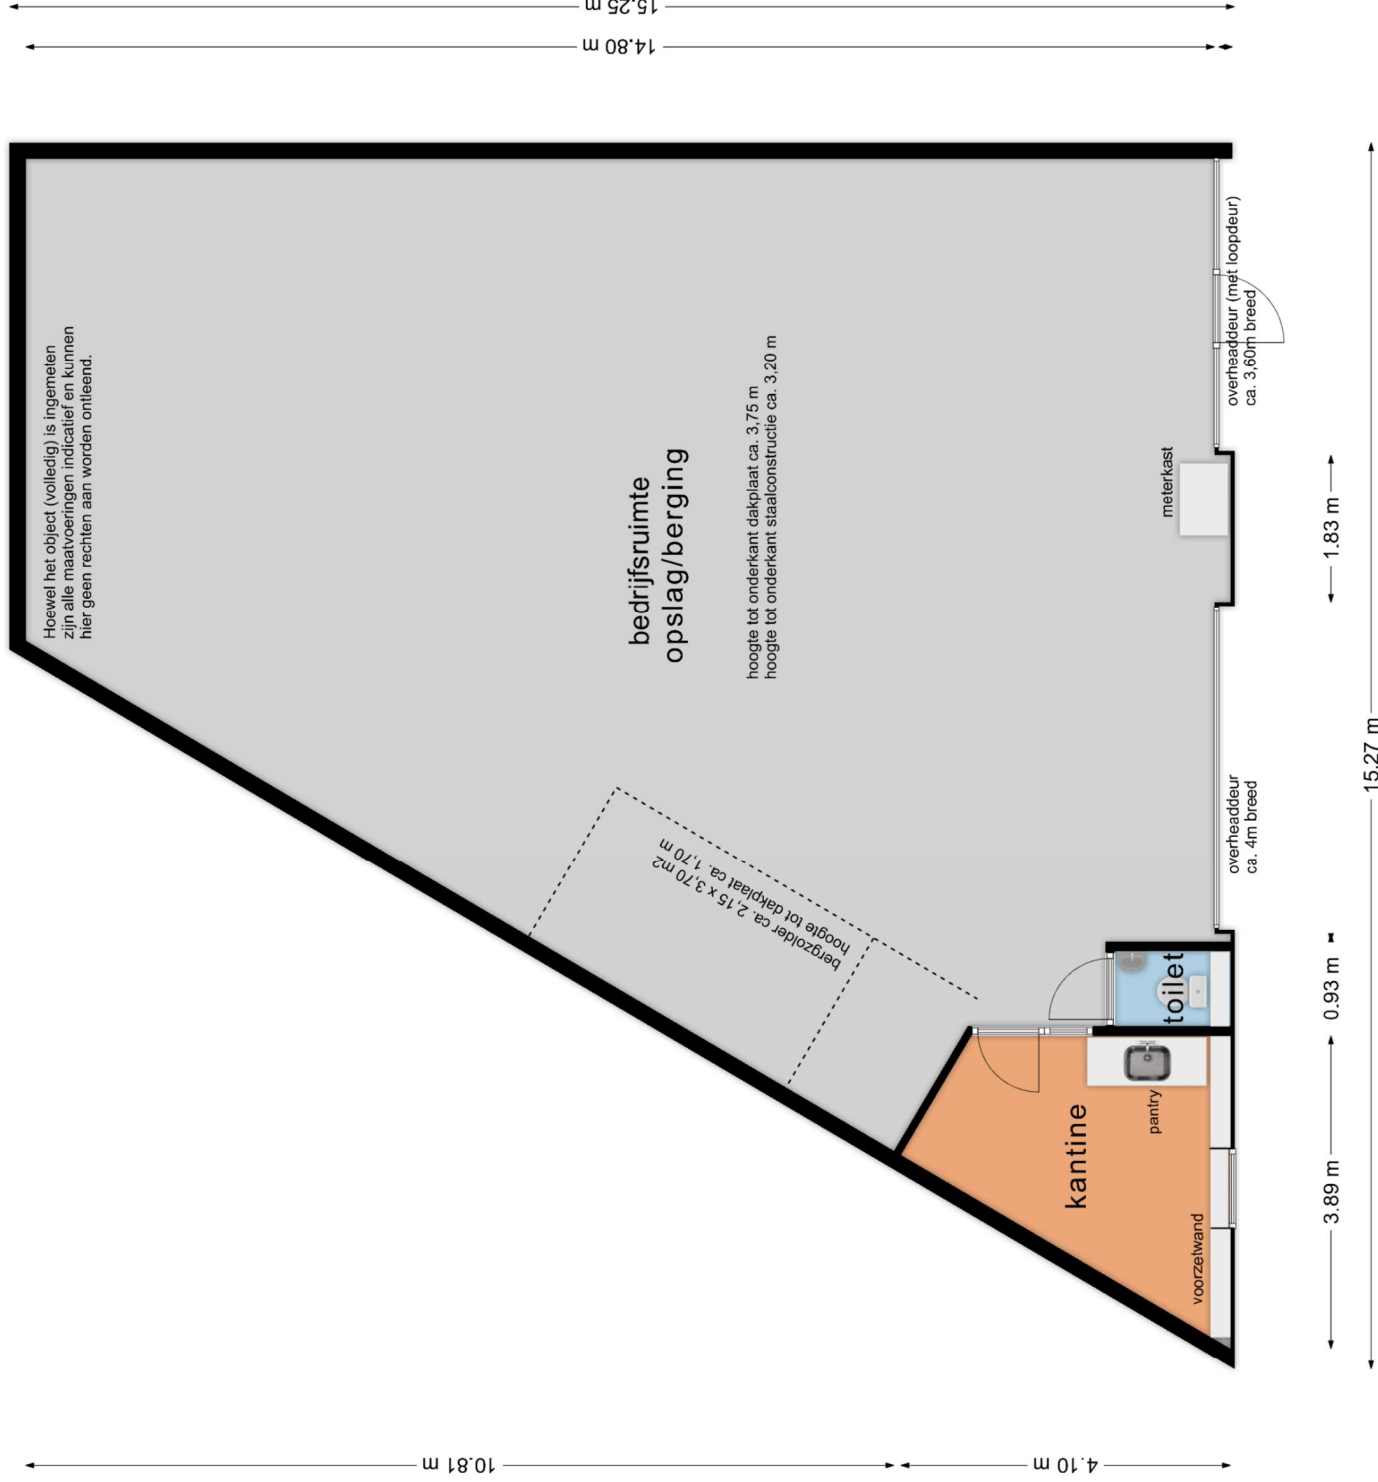 15.25 m
14.80 m
Hoewel het object (volledig) is ingemeten
zijn alle maatvoeringen indicatief en kunnen
hier geen rechten aan worden ontleend.
bedrijfsruimte
opslag/berging
hoogte tot onderkant dakplaat ca. 3,75 m
hoogte tot onderkant staalconstructie ca. 3,20 m
overheaddeur (met loopdeur)
ca. 3,60m breed
meterkast
1.83 m
15.27 m
overheaddeur
ca. 4m breed
bergzolder ca. 2,15 x 3,70 m2
hoogte tot dakplaat ca. 1,70 m
toilet
0.93 m
kantine
pantry
voorzetwand
3.89 m
10.81 m
4.10 m